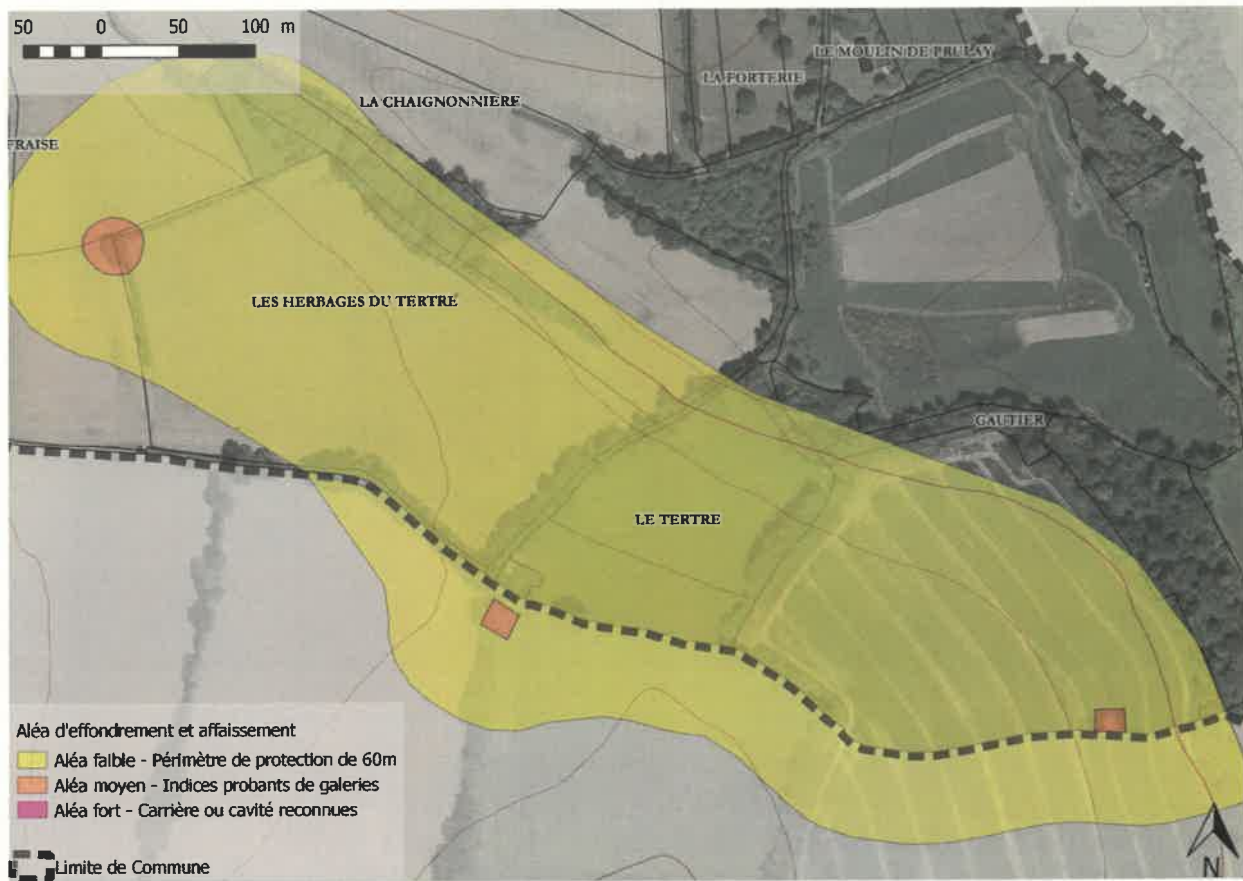 50 0 50 100 m
LE MOULIN DE PRULAY
LA FORTERIE
LA CHAIGNONNIERE
FRAISE
LES HERBAGES DU TERTRE
GAUTIER
LE TERTRE
Aléa d'effondrement et affaissement
Aléa faible - Périmètre de protection de 60m
Aléa moyen - Indices probants de galeries
Aléa fort - Carrière ou cavité reconnues
Limite de Commune
N